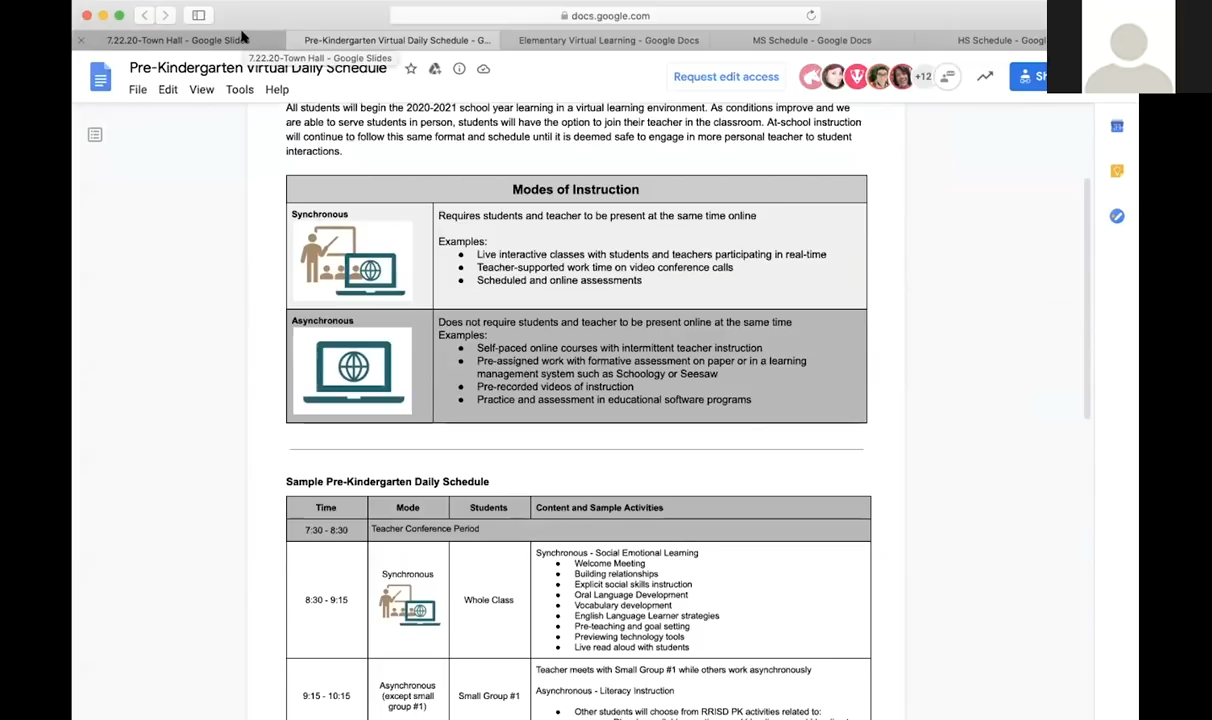 docs.google.com
7.22.20-Town Hall - Google Slides
Pre-Kindergarten Virtual Daily Schedule - G...
Elementary Virtual Learning - Google Docs
MS Schedule - Google Docs
HS Schedule - Goog
7.22.20-Town Hall - Google Slides
Pre-Kindergarten Virtual Daily Schedule
File Edit View Tools Help
Request edit access
+12
Sh
All students will begin the 2020-2021 school year learning in a virtual learning environment. As conditions improve and we
are able to serve students in person, students will have the option to join their teacher in the classroom. At-school instruction
will continue to follow this same format and schedule until it is deemed safe to engage in more personal teacher to student
interactions.
Modes of Instruction
Synchronous
Requires students and teacher to be present at the same time online
Examples:
● Live interactive classes with students and teachers participating in real-time
● Teacher-supported work time on video conference calls
● Scheduled and online assessments
Asynchronous
Does not require students and teacher to be present online at the same time
Examples:
● Self-paced online courses with intermittent teacher instruction
● Pre-assigned work with formative assessment on paper or in a learning
management system such as Schoology or Seesaw
● Pre-recorded videos of instruction
● Practice and assessment in educational software programs
Sample Pre-Kindergarten Daily Schedule
Time Mode Students Content and Sample Activities
7:30 - 8:30 Teacher Conference Period
8:30 - 9:15
Synchronous
Whole Class
Synchronous - Social Emotional Learning
● Welcome Meeting
● Building relationships
● Explicit social skills instruction
● Oral Language Development
● Vocabulary development
● English Language Learner strategies
● Pre-teaching and goal setting
● Previewing technology tools
● Live read aloud with students
9:15 - 10:15
Asynchronous
(except small
group #1)
Small Group #1
Teacher meets with Small Group #1 while others work asynchronously
Asynchronous - Literacy Instruction
● Other students will choose from RRISD PK activities related to: